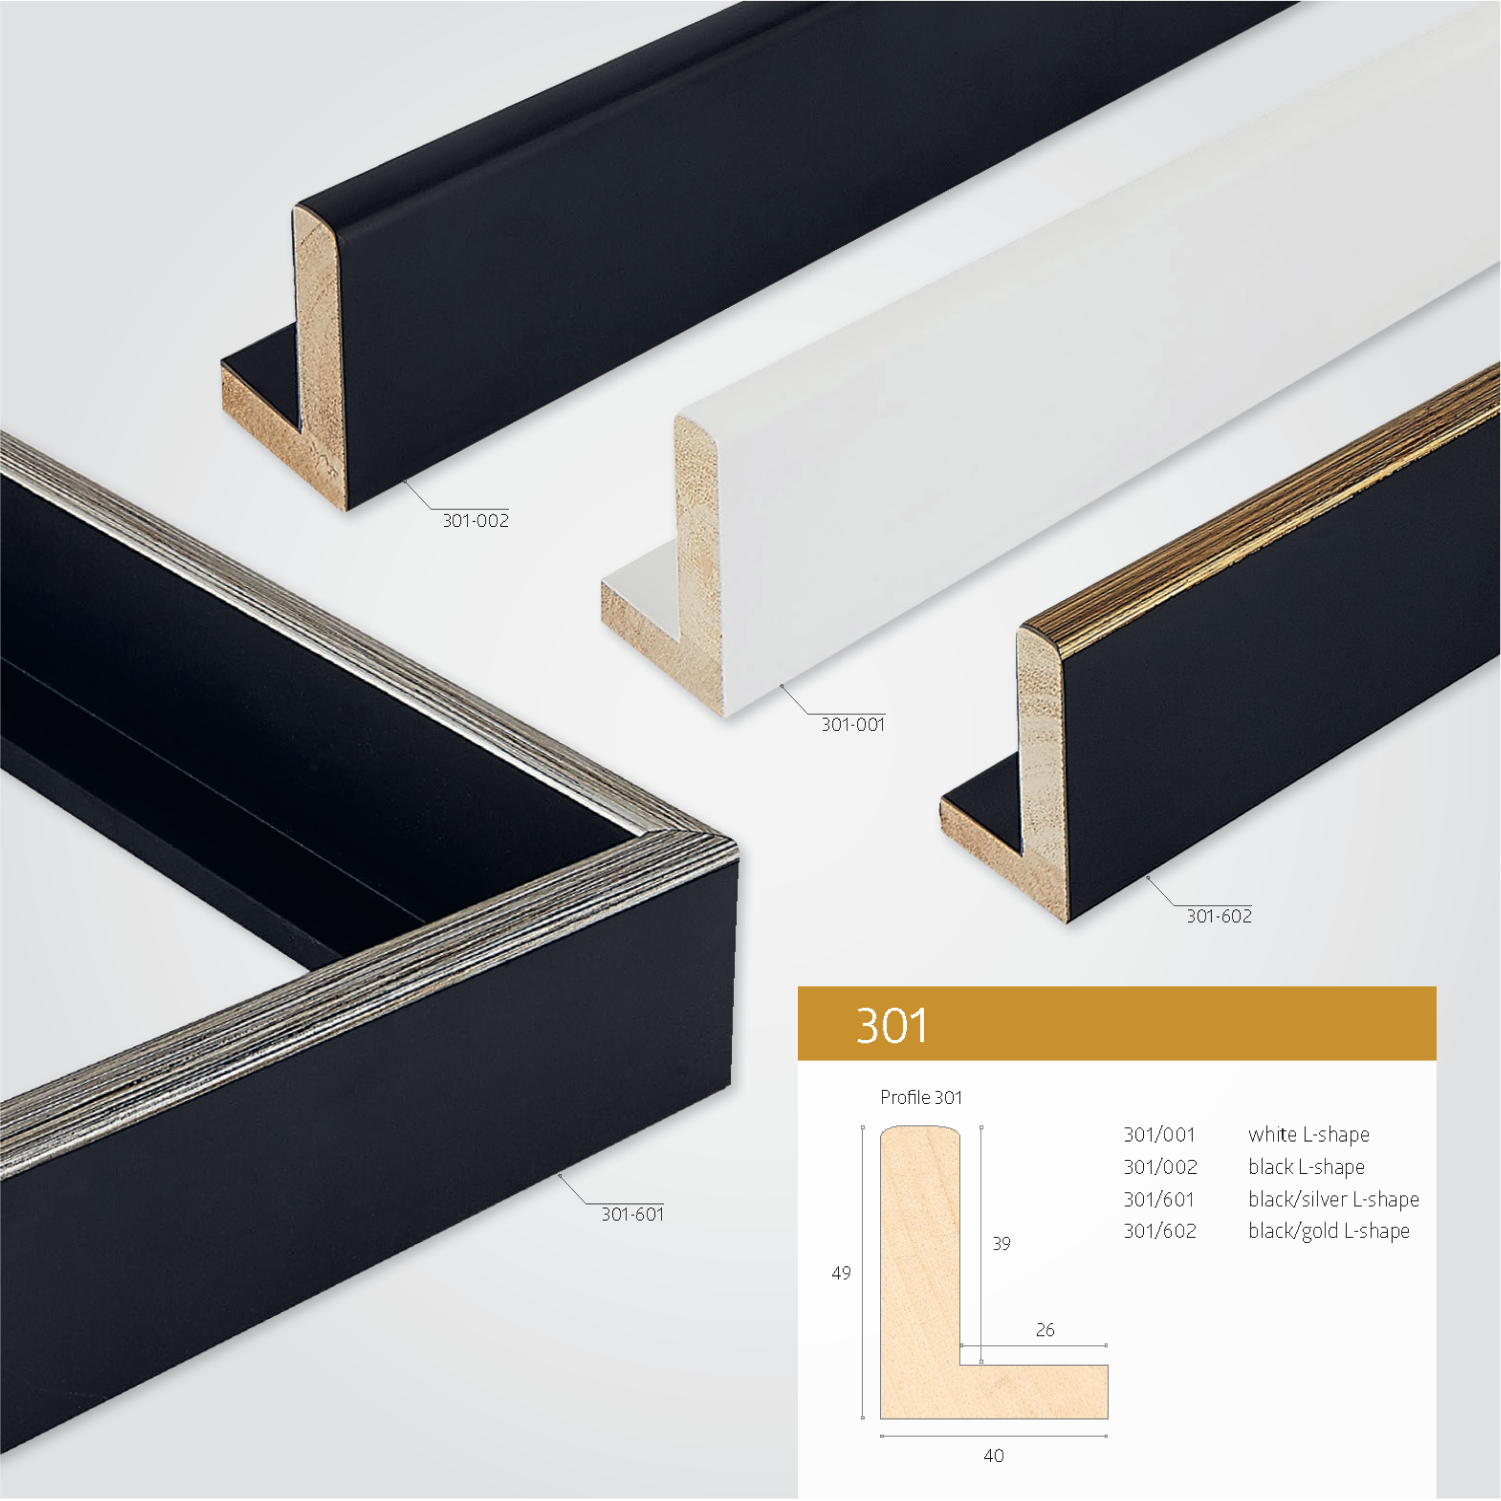 301-002
301-001
301-602
301-601
301
Profile 301
301/001 white L-shape
301/002 black L-shape
301/601 black/silver L-shape
301/602 black/gold L-shape
39
49
26
40